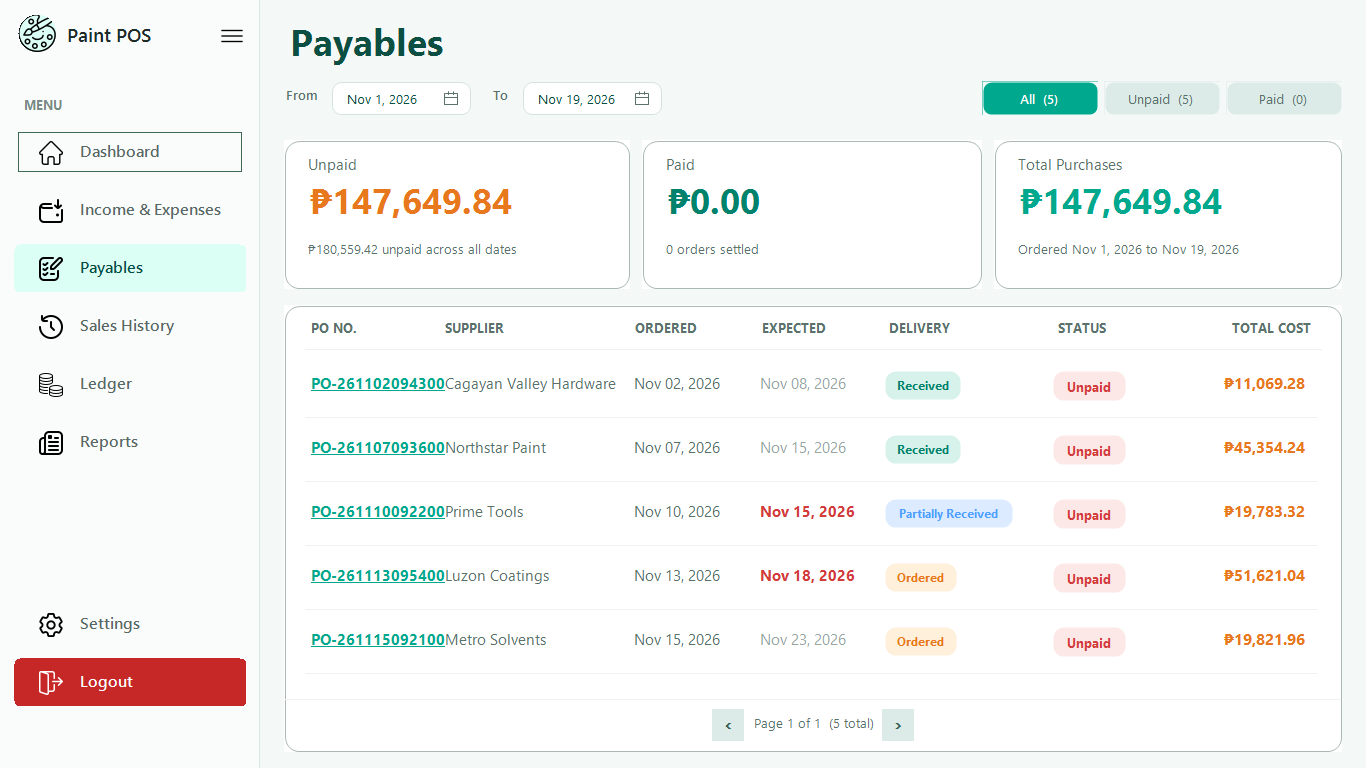 Paint POS
MENU
Dashboard
Income & Expenses
Payables
Sales History
Ledger
Reports
Settings
Logout
Payables
From Nov 1, 2026 To Nov 19, 2026
All (5) Unpaid (5) Paid (0)
Unpaid
₱147,649.84
₱180,559.42 unpaid across all dates
Paid
₱0.00
0 orders settled
Total Purchases
₱147,649.84
Ordered Nov 1, 2026 to Nov 19, 2026
PO NO. SUPPLIER ORDERED EXPECTED DELIVERY STATUS TOTAL COST
PO-261102094300 Cagayan Valley Hardware Nov 02, 2026 Nov 08, 2026 Received Unpaid ₱11,069.28
PO-261107093600 Northstar Paint Nov 07, 2026 Nov 15, 2026 Received Unpaid ₱45,354.24
PO-261110092200 Prime Tools Nov 10, 2026 Nov 15, 2026 Partially Received Unpaid ₱19,783.32
PO-261113095400 Luzon Coatings Nov 13, 2026 Nov 18, 2026 Ordered Unpaid ₱51,621.04
PO-261115092100 Metro Solvents Nov 15, 2026 Nov 23, 2026 Ordered Unpaid ₱19,821.96
‹ Page 1 of 1 (5 total) ›